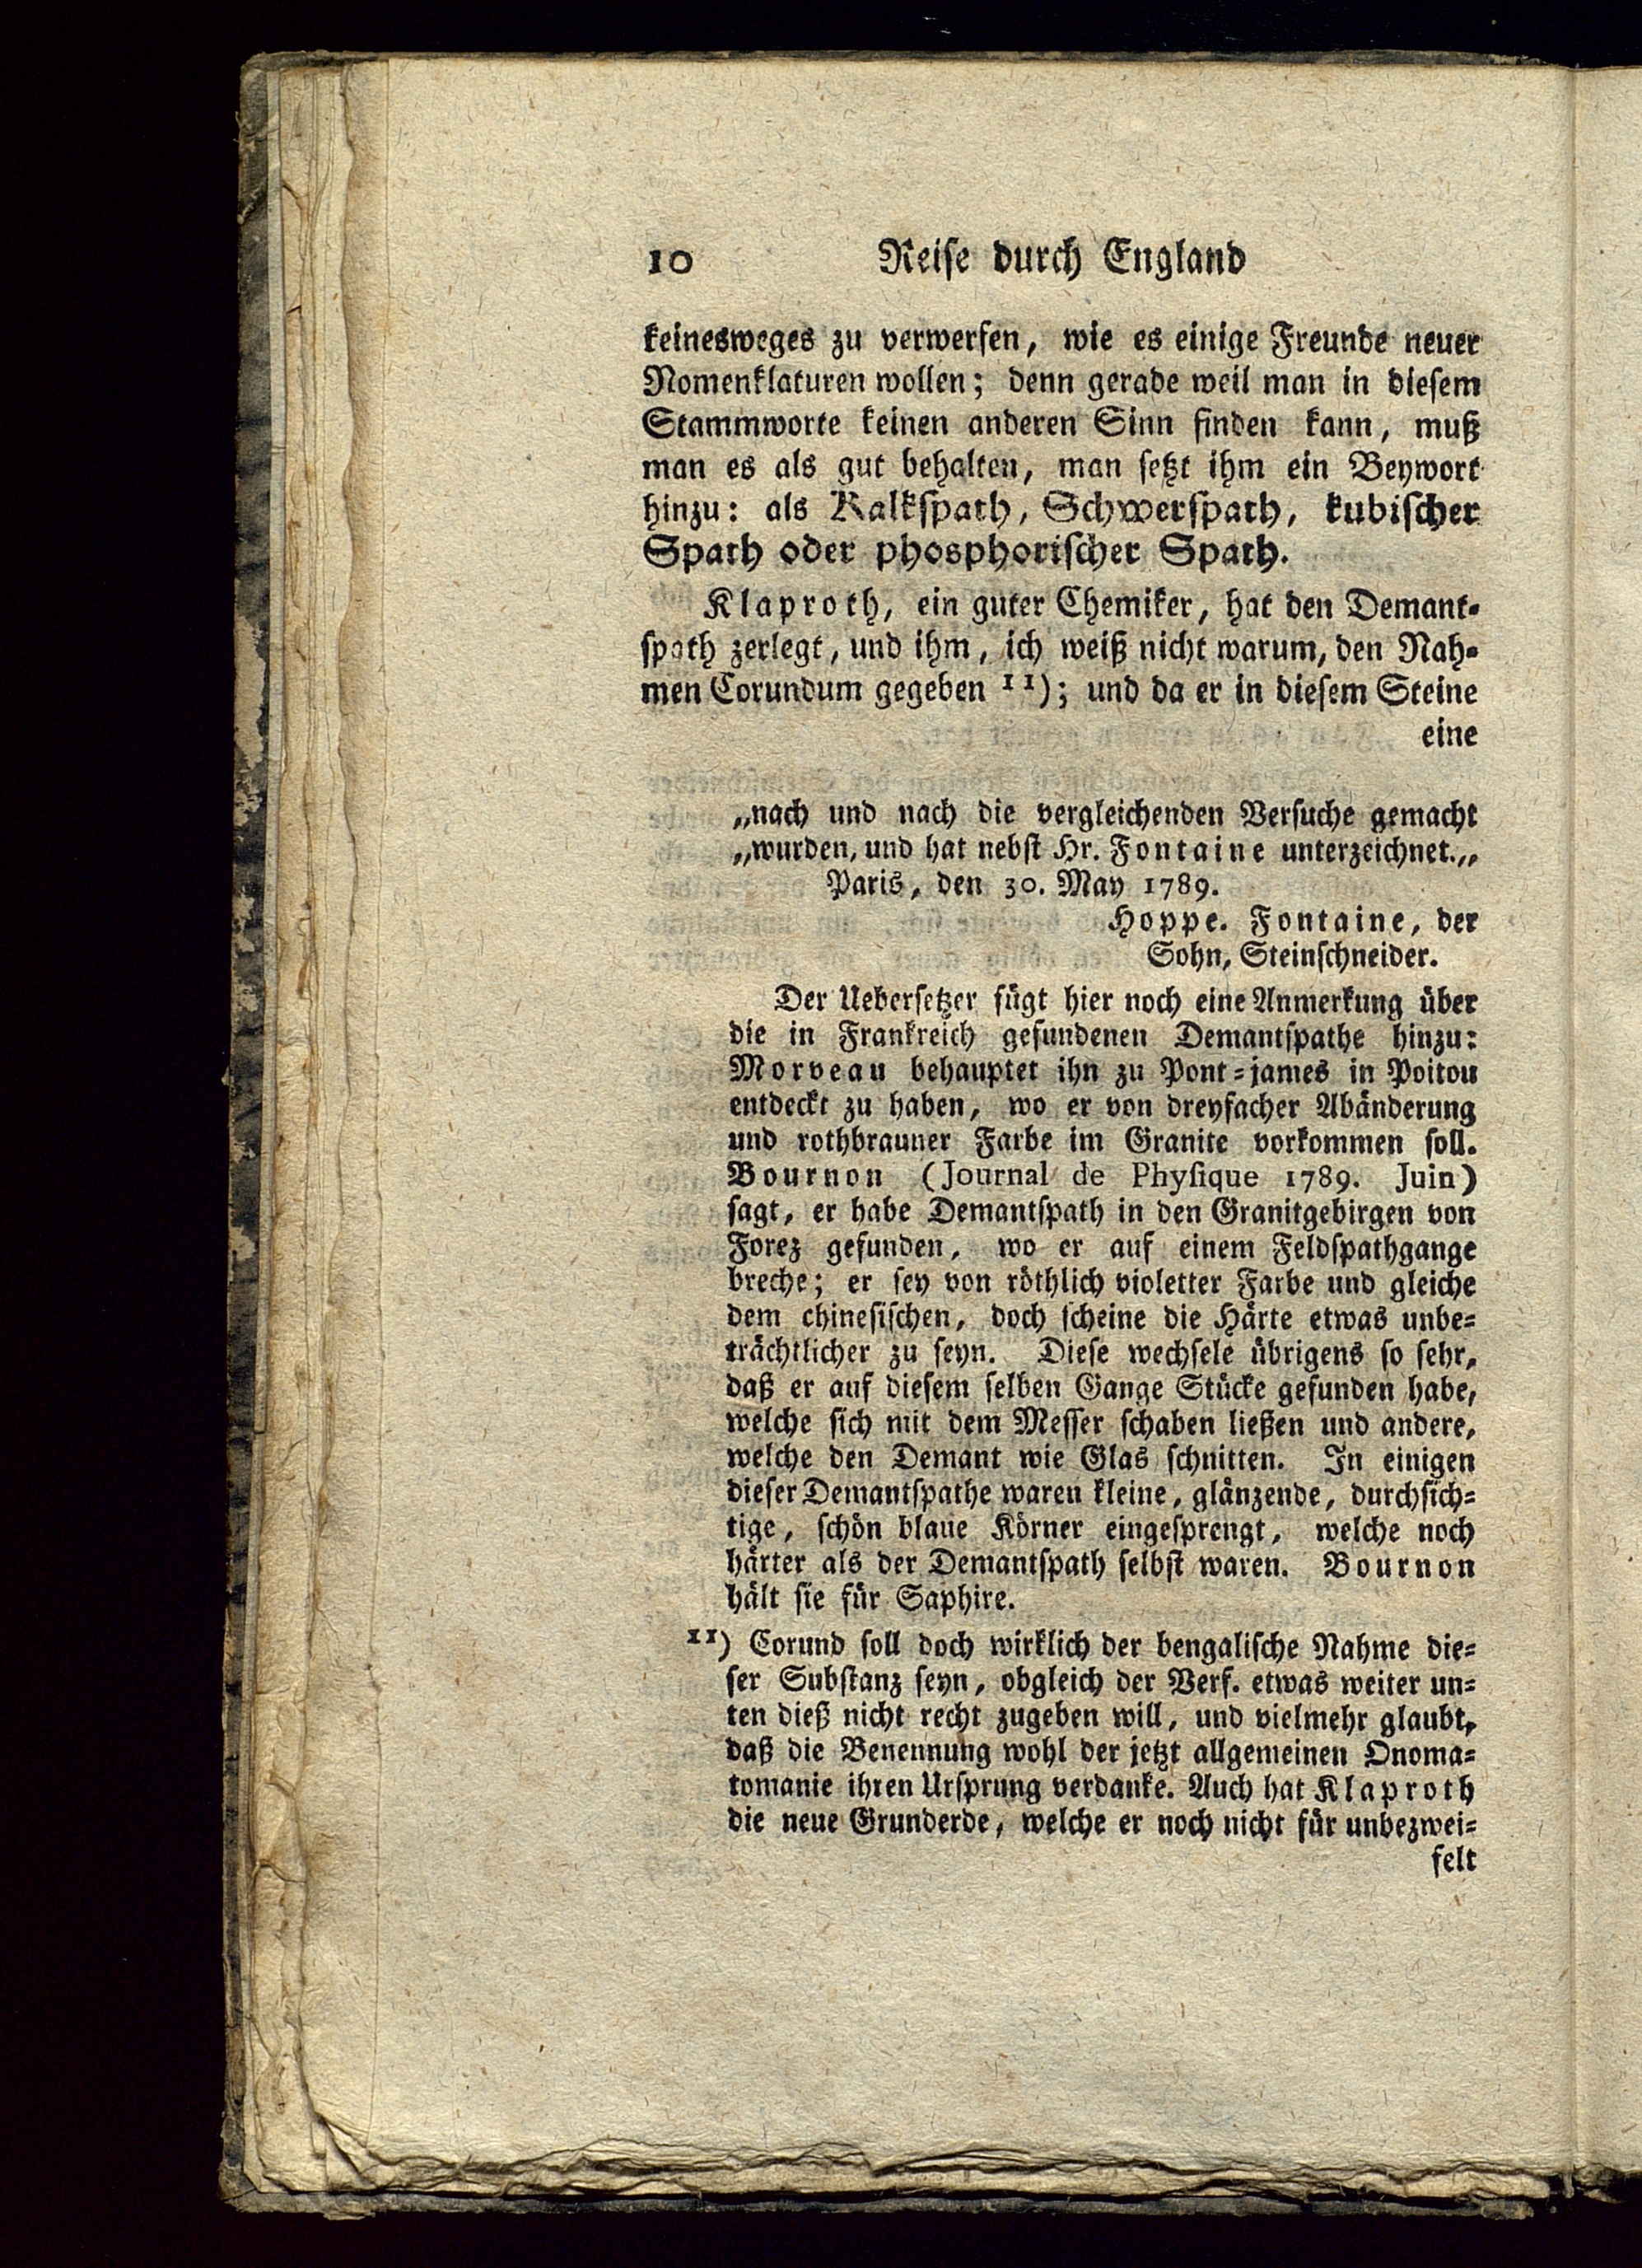 10 Reise durch England
keinesweges zu verwerfen, wie es einige Freunde neuer
Nomenklaturen wollen; denn gerade weil man in diesem
Stammworte keinen anderen Sinn finden kann, muß
man es als gut behalten, man setzt ihm ein Beywort
hinzu: als Kalkspath, Schwerspath, kubischer
Spath oder phosphorischer Spath.
Klaproth, ein guter Chemiker, hat den Demant-
spath zerlegt, und ihm, ich weiß nicht warum, den Nah-
men Corundum gegeben 11); und da er in diesem Steine
eine
„nach und nach die vergleichenden Versuche gemacht
„wurden, und hat nebst Hr. Fontaine unterzeichnet.„
Paris, den 30. May 1789.
Hoppe. Fontaine, der
Sohn, Steinschneider.
Der Uebersetzer fügt hier noch eine Anmerkung über
die in Frankreich gefundenen Demantspathe hinzu:
Morveau behauptet ihn zu Pont-james in Poitou
entdeckt zu haben, wo er von dreyfacher Abänderung
und rothbrauner Farbe im Granite vorkommen soll.
Bournon (Journal de Phyſique 1789. Juin)
sagt, er habe Demantspath in den Granitgebirgen von
Forez gefunden, wo er auf einem Feldspathgange
breche; er sey von röthlich violetter Farbe und gleiche
dem chinesischen, doch scheine die Härte etwas unbe-
trächtlicher zu seyn. Diese wechsele übrigens so sehr,
daß er auf diesem selben Gange Stücke gefunden habe,
welche sich mit dem Messer schaben ließen und andere,
welche den Demant wie Glas schnitten. In einigen
dieser Demantspathe waren kleine, glänzende, durchsich-
tige, schön blaue Körner eingesprengt, welche noch
härter als der Demantspath selbst waren. Bournon
hält sie für Saphire.
11) Corund soll doch wirklich der bengalische Nahme die-
ser Substanz seyn, obgleich der Verf. etwas weiter un-
ten dieß nicht recht zugeben will, und vielmehr glaubt,
daß die Benennung wohl der jetzt allgemeinen Onoma-
tomanie ihren Ursprung verdanke. Auch hat Klaproth
die neue Grunderde, welche er noch nicht für unbezwei-
felt